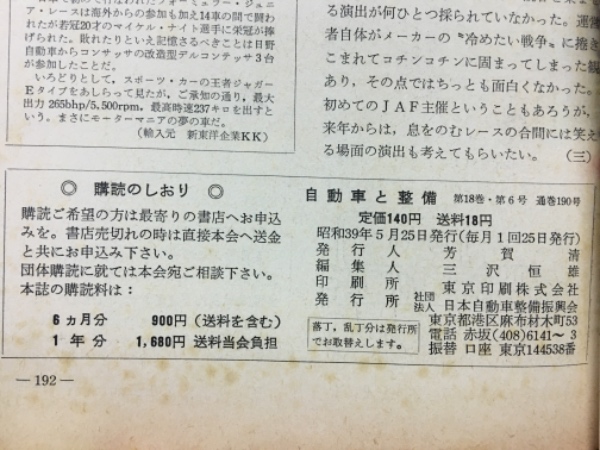 ア・レースは海外からの参加も加え14車の間で闘わ
れたが若冠20才のマイケル・ナイト選手に栄冠が捧
げられた。敗れたりといえ記憶さるべきことは日野
自動車からコンサッサの改造型デルコンテッサ3台
が参加したことだ。
いろどりとして，スポーツ・カーの王者ジャガー
Eタイプをあしらって見たが，ご承知の通り，最大
出力 265bhp/5,500rpm，最高時速237キロを出すと
いう。まさにモーターマニアの夢の車だ。
（輸入元 新東洋企業KK）
る演出が何ひとつ採られていなかった。運営
者自体がメーカーの〝冷めたい戦争〟に捲き
こまれてコチンコチンに固まってしまった
あり，その点ではちっとも面白くなかった。
初めてのJAF主催ということもあろうが，
来年からは，息をのむレースの合間には笑え
る場面の演出も考えてもらいたい。 （三）
◎ 購読のしおり ◎
購読ご希望の方は最寄りの書店へお申込
みを。書店売切れの時は直接本会へ送金
と共にお申込み下さい。
団体購読に就ては本会宛ご相談下さい。
本誌の購読料は：
6ヵ月分 900円（送料を含む）
1年分 1,680円 送料当会負担
自動車と整備 第18巻・第6号 通巻190号
定価140円 送料18円
昭和39年5月25日発行（毎月1回25日発行）
発行人 芳賀清
編集人 三沢恒雄
印刷所 東京印刷株式会社
発行所 社団法人 日本自動車整備振興会
東京都港区麻布材木町53
電話 赤坂(408)6141～3
振替口座 東京144538番
落丁，乱丁分は発行所
でお取替えします。
—192—